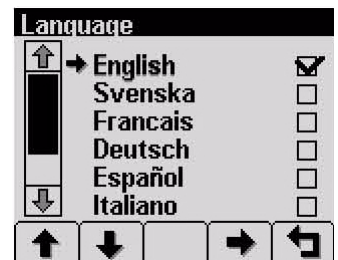 Language
English
Svenska
Francais
Deutsch
Español
Italiano